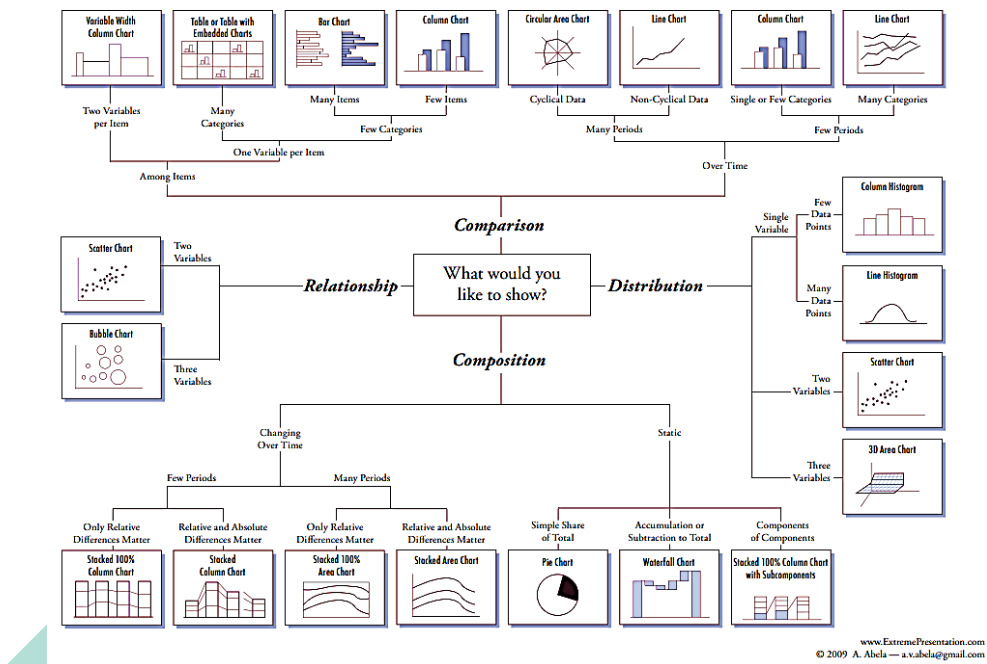 Variable Width
Column Chart
Table or Table with
Embedded Charts
Bar Chart
Column Chart
Circular Area Chart
Line Chart
Column Chart
Line Chart
Two Variables
per Item
Many
Categories
Many Items
Few Items
Cyclical Data
Non-Cyclical Data
Single or Few Categories
Many Categories
Few Categories
Many Periods
Few Periods
One Variable per Item
Over Time
Among Items
Comparison
What would you
like to show?
Relationship
Two
Variables
Scatter Chart
Three
Variables
Bubble Chart
Distribution
Single
Variable
Few
Data
Points
Column Histogram
Many
Data
Points
Line Histogram
Two
Variables
Scatter Chart
Three
Variables
3D Area Chart
Composition
Changing
Over Time
Static
Few Periods
Many Periods
Only Relative
Differences Matter
Relative and Absolute
Differences Matter
Only Relative
Differences Matter
Relative and Absolute
Differences Matter
Simple Share
of Total
Accumulation or
Subtraction to Total
Components
of Components
Stacked 100%
Column Chart
Stacked
Column Chart
Stacked 100%
Area Chart
Stacked Area Chart
Pie Chart
Waterfall Chart
Stacked 100% Column Chart
with Subcomponents
www.ExtremePresentation.com
© 2009 A. Abela — a.v.abela@gmail.com